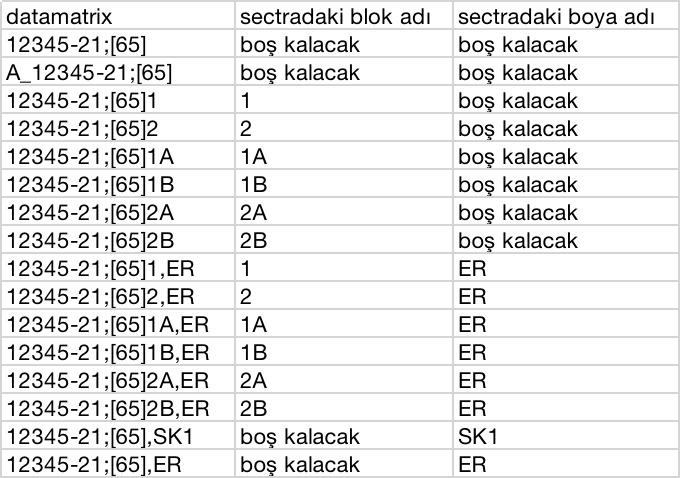 datamatrix sectradaki blok adı sectradaki boya adı
12345-21;[65] boş kalacak boş kalacak
A_12345-21;[65] boş kalacak boş kalacak
12345-21;[65]1 1 boş kalacak
12345-21;[65]2 2 boş kalacak
12345-21;[65]1A 1A boş kalacak
12345-21;[65]1B 1B boş kalacak
12345-21;[65]2A 2A boş kalacak
12345-21;[65]2B 2B boş kalacak
12345-21;[65]1,ER 1 ER
12345-21;[65]2,ER 2 ER
12345-21;[65]1A,ER 1A ER
12345-21;[65]1B,ER 1B ER
12345-21;[65]2A,ER 2A ER
12345-21;[65]2B,ER 2B ER
12345-21;[65],SK1 boş kalacak SK1
12345-21;[65],ER boş kalacak ER